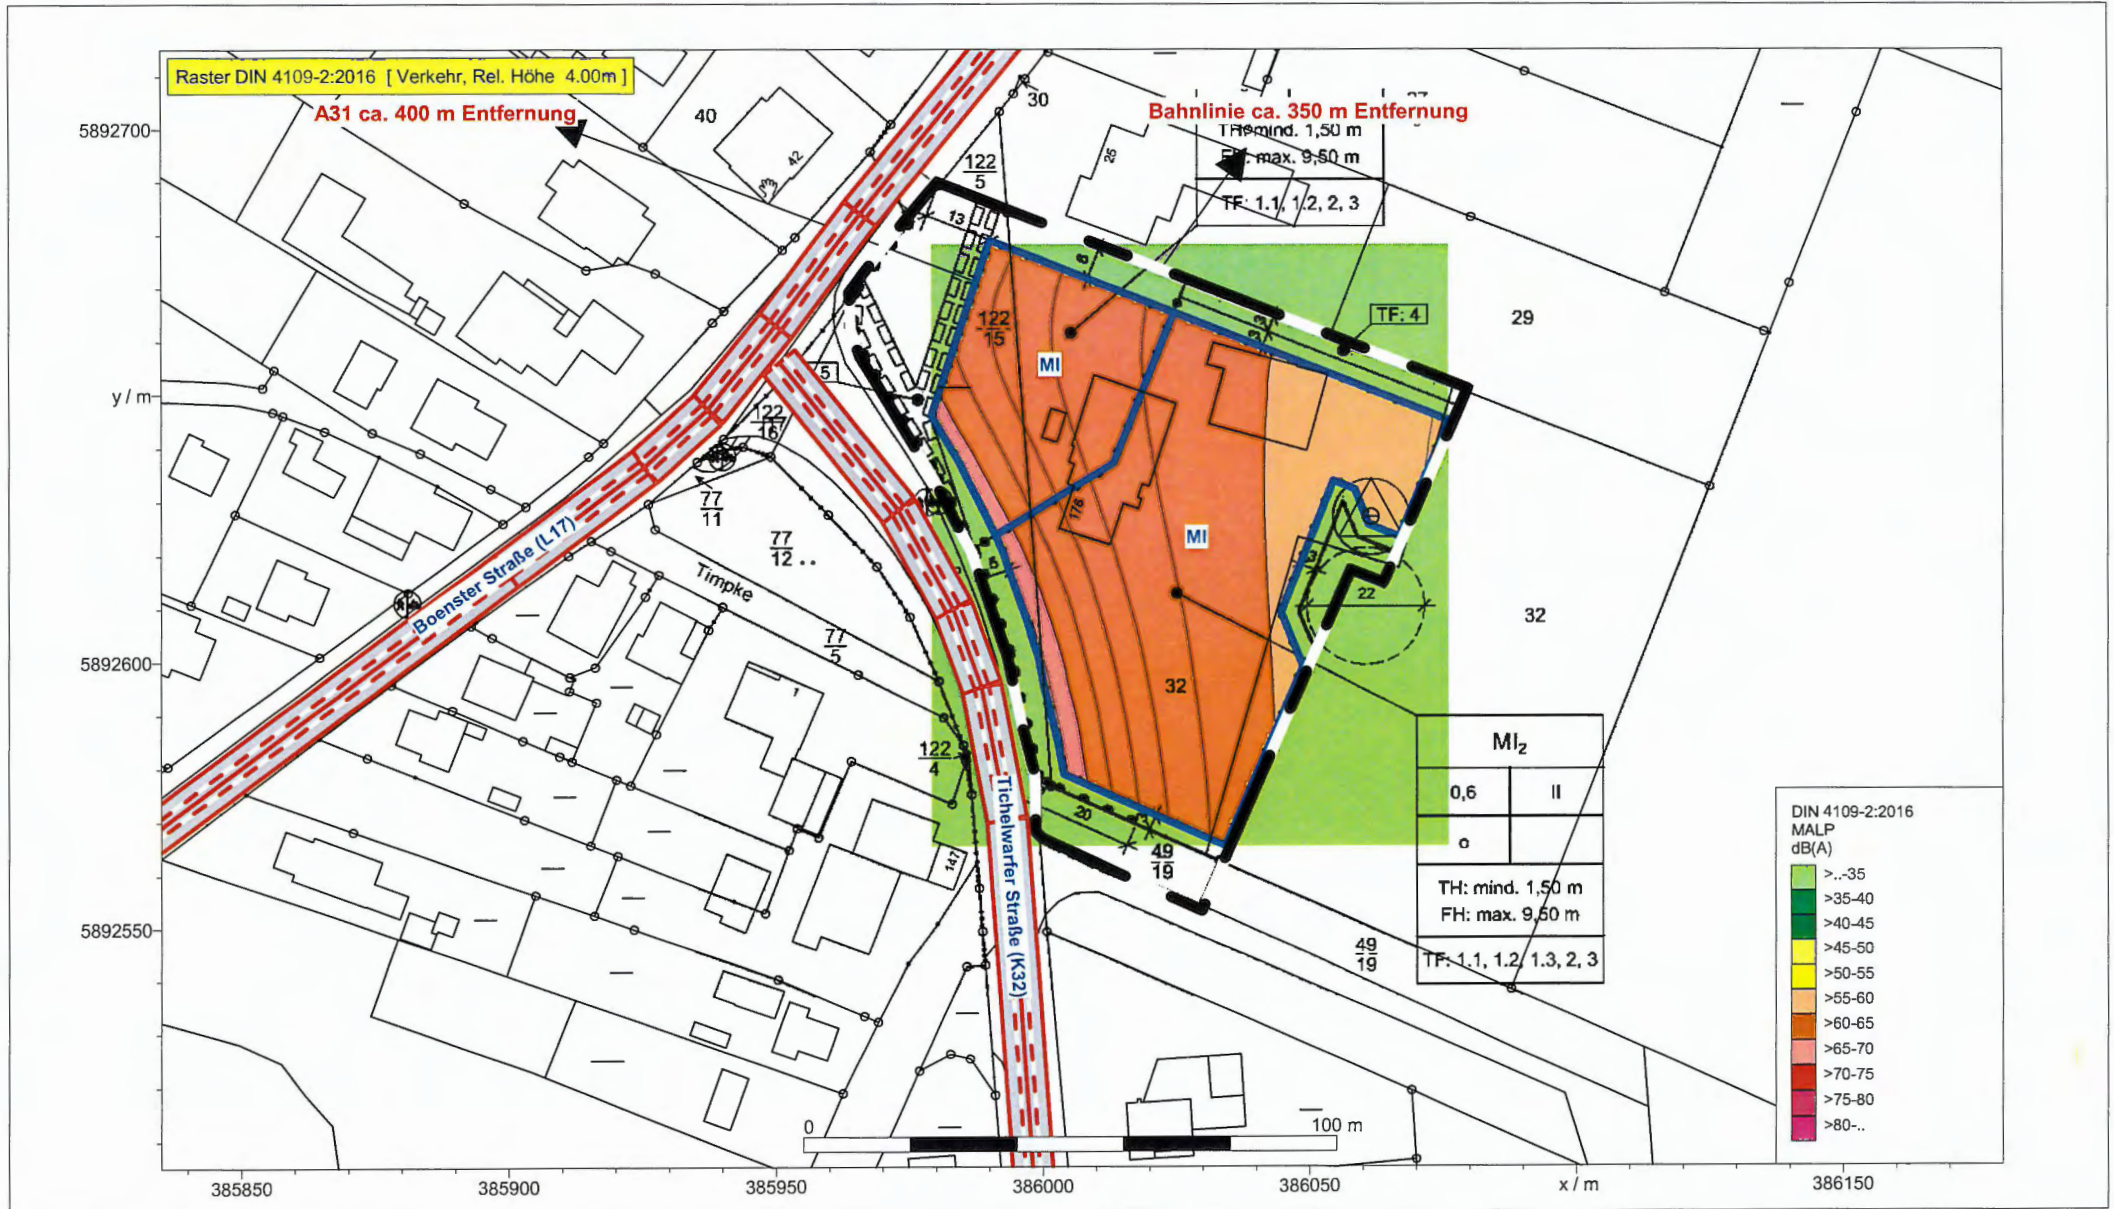 Raster DIN 4109-2:2016 [ Verkehr, Rel. Höhe 4.00m ]
A31 ca. 400 m Entfernung
Bahnlinie ca. 350 m Entfernung
TH: mind. 1,50 m
FH: max. 9,50 m
TF: 1.1, 1.2, 2, 3
5892700
y / m
5892600
5892550
40
42
30
122
5
13
25
8
29
TF: 4
3
3
122
15
MI
5
122
16
77
11
77
12
176
MI
Boenster Straße (L17)
Timpke
77
5
1
22
32
32
122
4
147
Tichelwarfer Straße (K32)
20
3
49
19
49
19
MI2
0,6
II
o
TH: mind. 1,50 m
FH: max. 9,50 m
TF: 1.1, 1.2, 1.3, 2, 3
DIN 4109-2:2016
MALP
dB(A)
>..-35
>35-40
>40-45
>45-50
>50-55
>55-60
>60-65
>65-70
>70-75
>75-80
>80-..
0
100 m
385850
385900
385950
386000
386050
x / m
386150